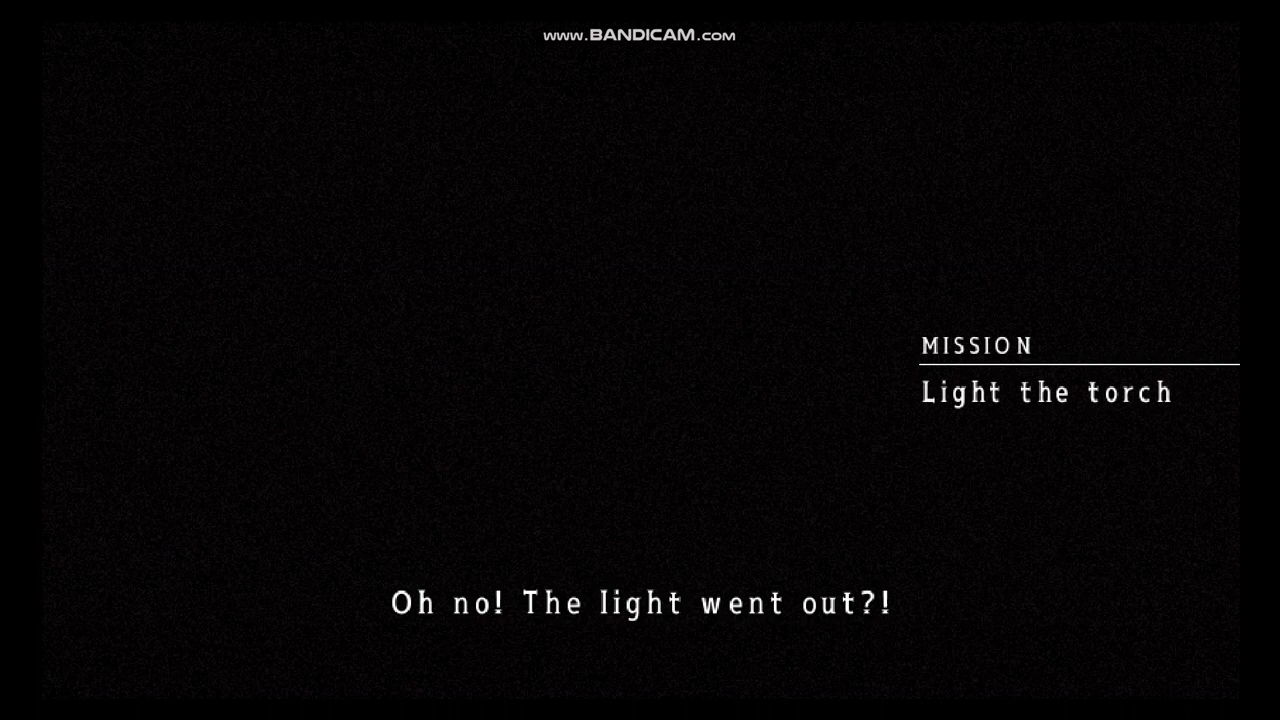 www.BANDICAM.com
MISSION
Light the torch
Oh no! The light went out?!